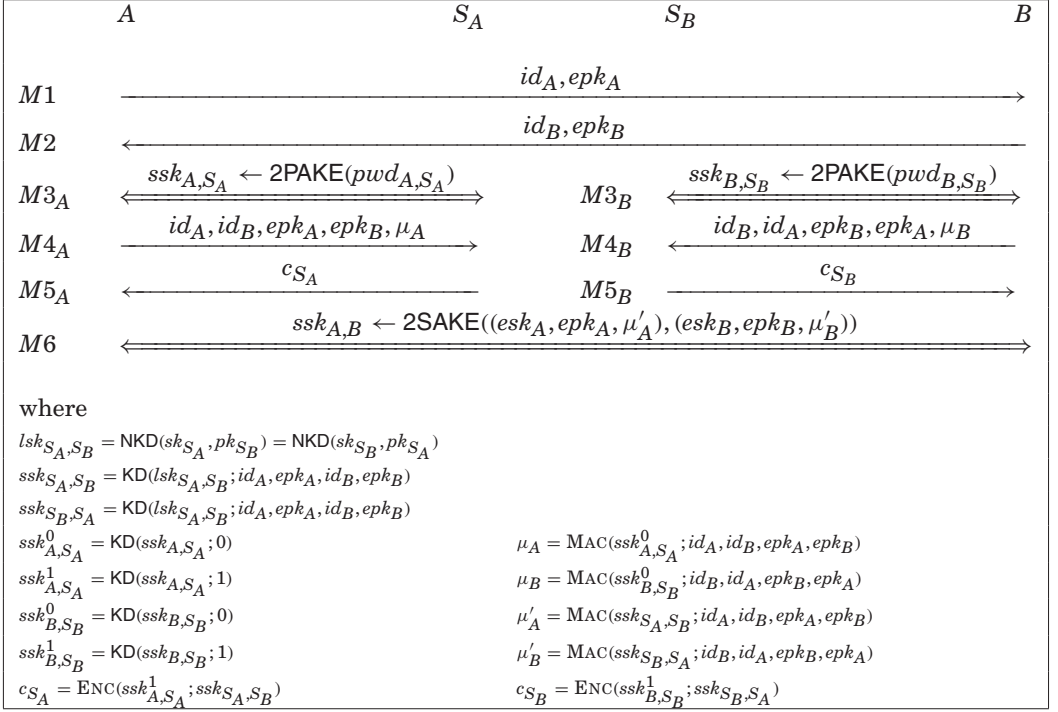 A S_A S_B B
M1 id_A, epk_A
M2 id_B, epk_B
M3_A ssk_{A,S_A} ← 2PAKE(pwd_{A,S_A}) M3_B ssk_{B,S_B} ← 2PAKE(pwd_{B,S_B})
M4_A id_A, id_B, epk_A, epk_B, μ_A M4_B id_B, id_A, epk_B, epk_A, μ_B
M5_A c_{S_A} M5_B c_{S_B}
M6 ssk_{A,B} ← 2SAKE((esk_A, epk_A, μ'_A), (esk_B, epk_B, μ'_B))
where
lsk_{S_A,S_B} = NKD(sk_{S_A}, pk_{S_B}) = NKD(sk_{S_B}, pk_{S_A})
ssk_{S_A,S_B} = KD(lsk_{S_A,S_B}; id_A, epk_A, id_B, epk_B)
ssk_{S_B,S_A} = KD(lsk_{S_A,S_B}; id_A, epk_A, id_B, epk_B)
ssk^0_{A,S_A} = KD(ssk_{A,S_A}; 0) μ_A = MAC(ssk^0_{A,S_A}; id_A, id_B, epk_A, epk_B)
ssk^1_{A,S_A} = KD(ssk_{A,S_A}; 1) μ_B = MAC(ssk^0_{B,S_B}; id_B, id_A, epk_B, epk_A)
ssk^0_{B,S_B} = KD(ssk_{B,S_B}; 0) μ'_A = MAC(ssk_{S_A,S_B}; id_A, id_B, epk_A, epk_B)
ssk^1_{B,S_B} = KD(ssk_{B,S_B}; 1) μ'_B = MAC(ssk_{S_B,S_A}; id_B, id_A, epk_B, epk_A)
c_{S_A} = ENC(ssk^1_{A,S_A}; ssk_{S_A,S_B}) c_{S_B} = ENC(ssk^1_{B,S_B}; ssk_{S_B,S_A})